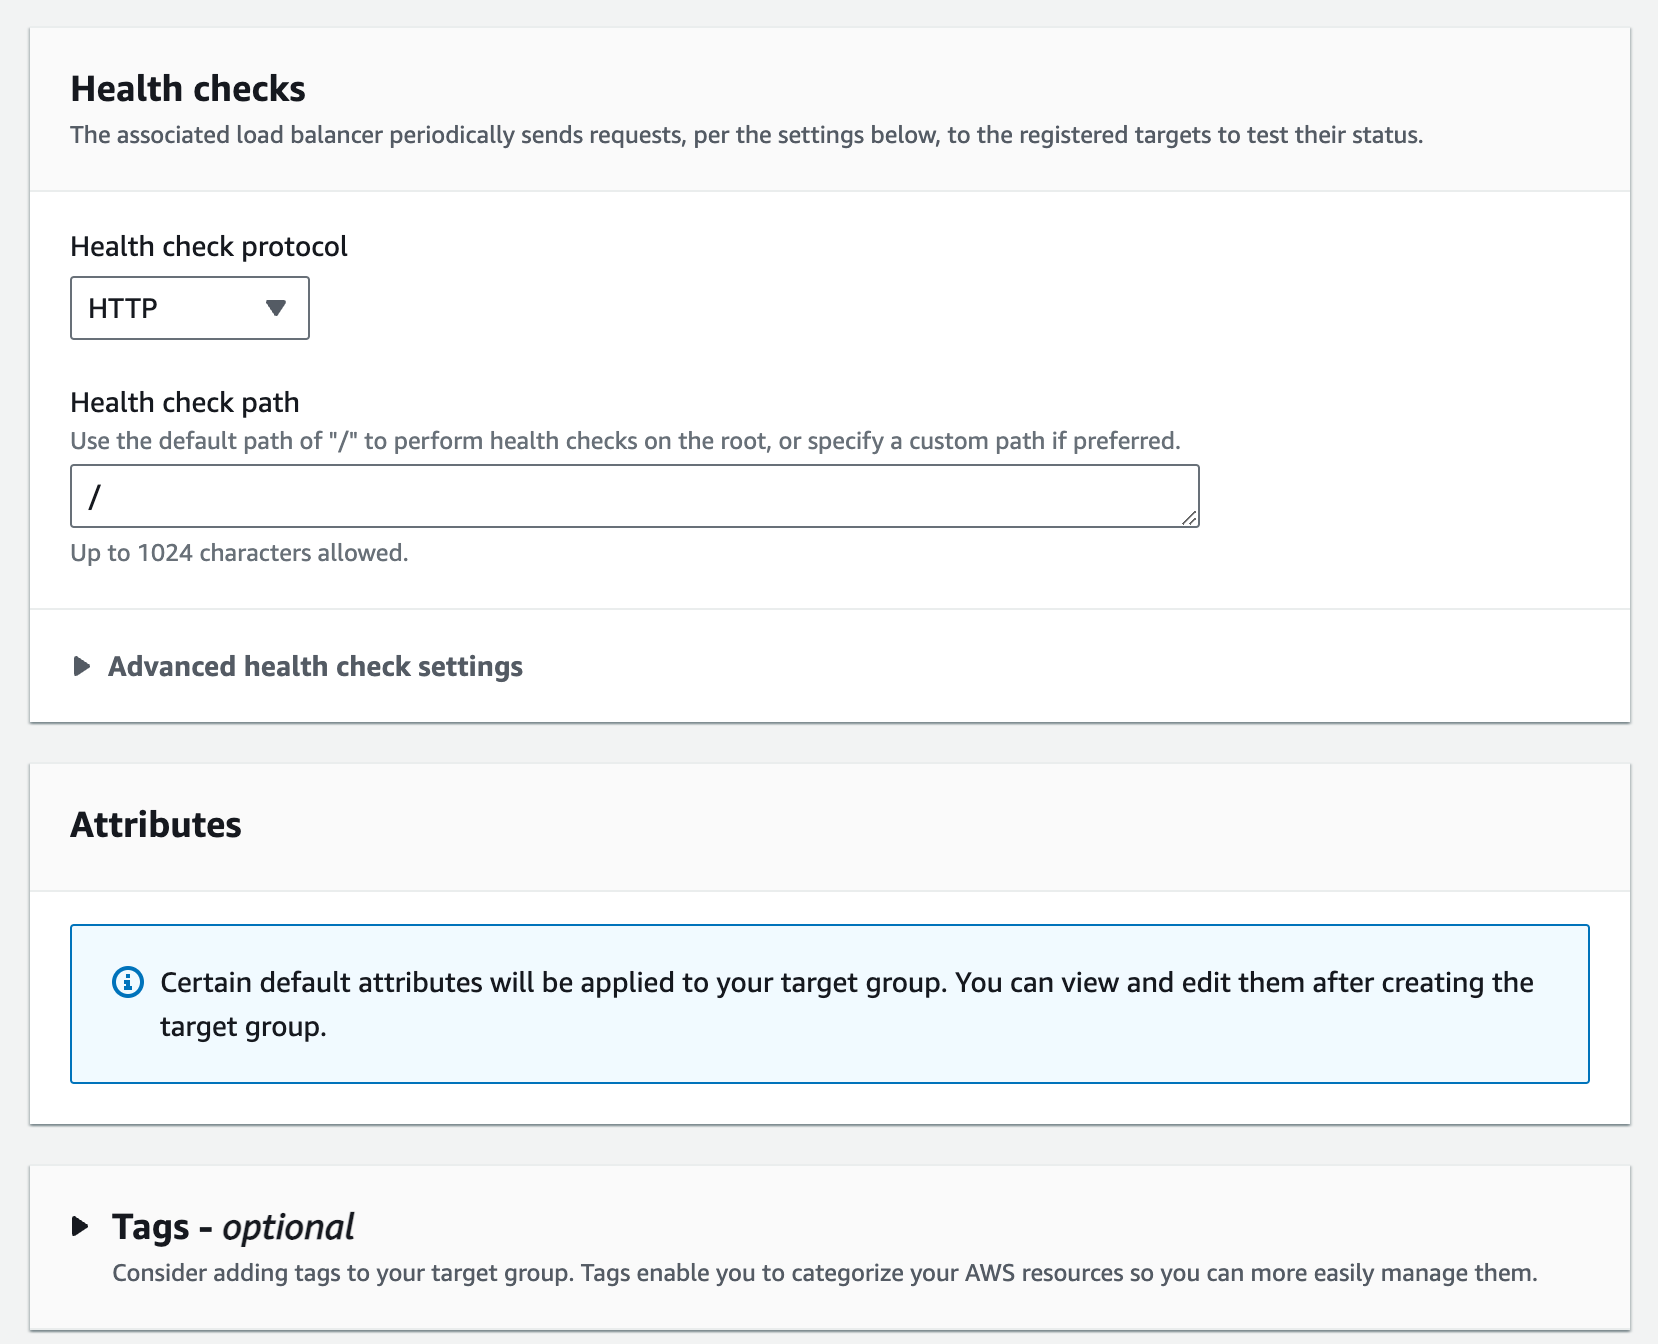 Health checks
The associated load balancer periodically sends requests, per the settings below, to the registered targets to test their status.
Health check protocol
HTTP
Health check path
Use the default path of "/" to perform health checks on the root, or specify a custom path if preferred.
/
Up to 1024 characters allowed.
Advanced health check settings
Attributes
Certain default attributes will be applied to your target group. You can view and edit them after creating the
target group.
Tags - optional
Consider adding tags to your target group. Tags enable you to categorize your AWS resources so you can more easily manage them.